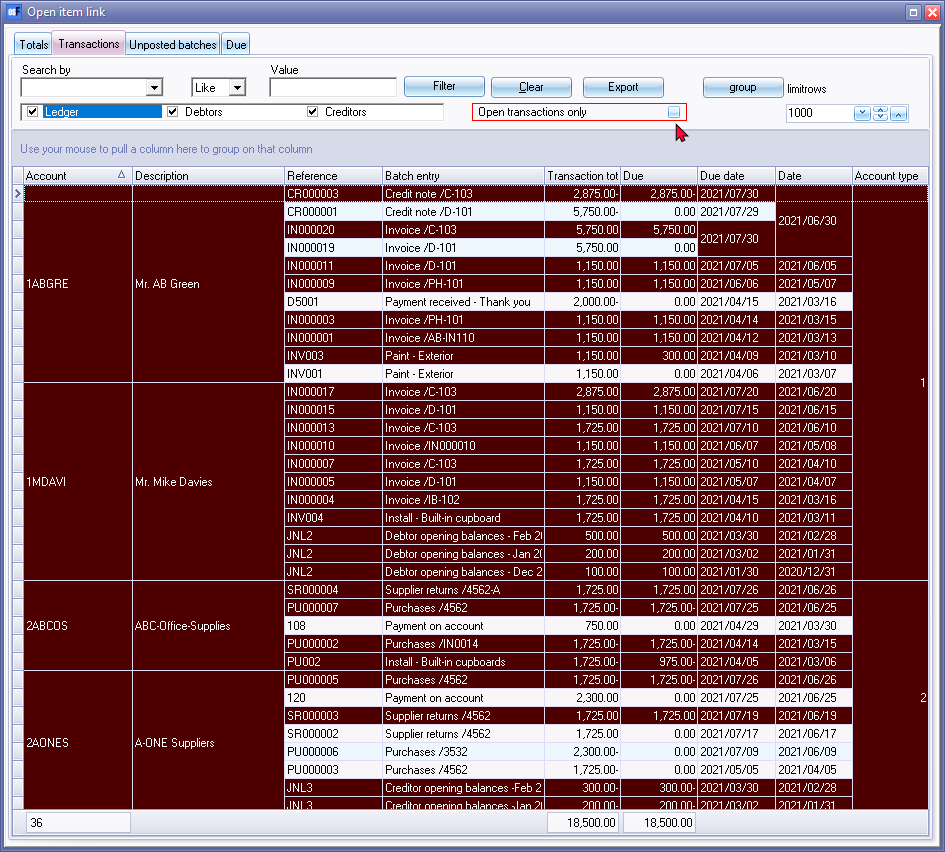 Open item link
Totals Transactions Unposted batches Due
Search by Value
Like Filter Clear Export group limitrows
Ledger Debtors Creditors Open transactions only 1000
Use your mouse to pull a column here to group on that column
Account Description Reference Batch entry Transaction tot Due Due date Date Account type
CR000003 Credit note /C-103 2,875.00- 2,875.00- 2021/07/30
CR000001 Credit note /D-101 5,750.00- 0.00 2021/07/29
2021/06/30
IN000020 Invoice /C-103 5,750.00 5,750.00
2021/07/30
IN000019 Invoice /D-101 5,750.00 0.00
IN000011 Invoice /D-101 1,150.00 1,150.00 2021/07/05 2021/06/05
1ABGRE Mr. AB Green IN000009 Invoice /PH-101 1,150.00 1,150.00 2021/06/06 2021/05/07
D5001 Payment received - Thank you 2,000.00- 0.00 2021/04/15 2021/03/16
IN000003 Invoice /PH-101 1,150.00 1,150.00 2021/04/14 2021/03/15
IN000001 Invoice /AB-IN110 1,150.00 1,150.00 2021/04/12 2021/03/13
INV003 Paint - Exterior 1,150.00 300.00 2021/04/09 2021/03/10
INV001 Paint - Exterior 1,150.00 0.00 2021/04/06 2021/03/07
1
IN000017 Invoice /C-103 2,875.00 2,875.00 2021/07/20 2021/06/20
IN000015 Invoice /D-101 1,150.00 1,150.00 2021/07/15 2021/06/15
IN000013 Invoice /C-103 1,725.00 1,725.00 2021/07/10 2021/06/10
IN000010 Invoice /IN000010 1,150.00 1,150.00 2021/06/07 2021/05/08
IN000007 Invoice /C-103 1,725.00 1,725.00 2021/05/10 2021/04/10
1MDAVI Mr. Mike Davies IN000005 Invoice /D-101 1,150.00 1,150.00 2021/05/07 2021/04/07
IN000004 Invoice /IB-102 1,725.00 1,725.00 2021/04/15 2021/03/16
INV004 Install - Built-in cupboard 1,725.00 1,725.00 2021/04/10 2021/03/11
JNL2 Debtor opening balances - Feb 2 500.00 500.00 2021/03/30 2021/02/28
JNL2 Debtor opening balances - Jan 2 200.00 200.00 2021/03/02 2021/01/31
JNL2 Debtor opening balances - Dec 2 100.00 100.00 2021/01/30 2020/12/31
SR000004 Supplier returns /4562-A 1,725.00 1,725.00 2021/07/26 2021/06/26
PU000007 Purchases /4562 1,725.00- 1,725.00- 2021/07/25 2021/06/25
2ABCOS ABC-Office-Supplies 108 Payment on account 750.00 0.00 2021/04/29 2021/03/30
PU000002 Purchases /IN0014 1,725.00- 1,725.00- 2021/04/14 2021/03/15
PU002 Install - Built-in cupboards 1,725.00- 975.00- 2021/04/05 2021/03/06
PU000005 Purchases /4562 1,725.00- 1,725.00- 2021/07/26 2021/06/26
120 Payment on account 2,300.00 0.00 2021/07/25 2021/06/25 2
SR000003 Supplier returns /4562 1,725.00 1,725.00 2021/07/19 2021/06/19
SR000002 Supplier returns /4562 1,725.00 0.00 2021/07/17 2021/06/17
2AONES A-ONE Suppliers
PU000006 Purchases /3532 2,300.00- 0.00 2021/07/09 2021/06/09
PU000003 Purchases /4562 1,725.00- 0.00 2021/05/05 2021/04/05
JNL3 Creditor opening balances -Feb 2 300.00- 300.00- 2021/03/30 2021/02/28
JNL3 Creditor opening balances -Jan 2 200.00- 200.00- 2021/03/02 2021/01/31
36 18,500.00 18,500.00